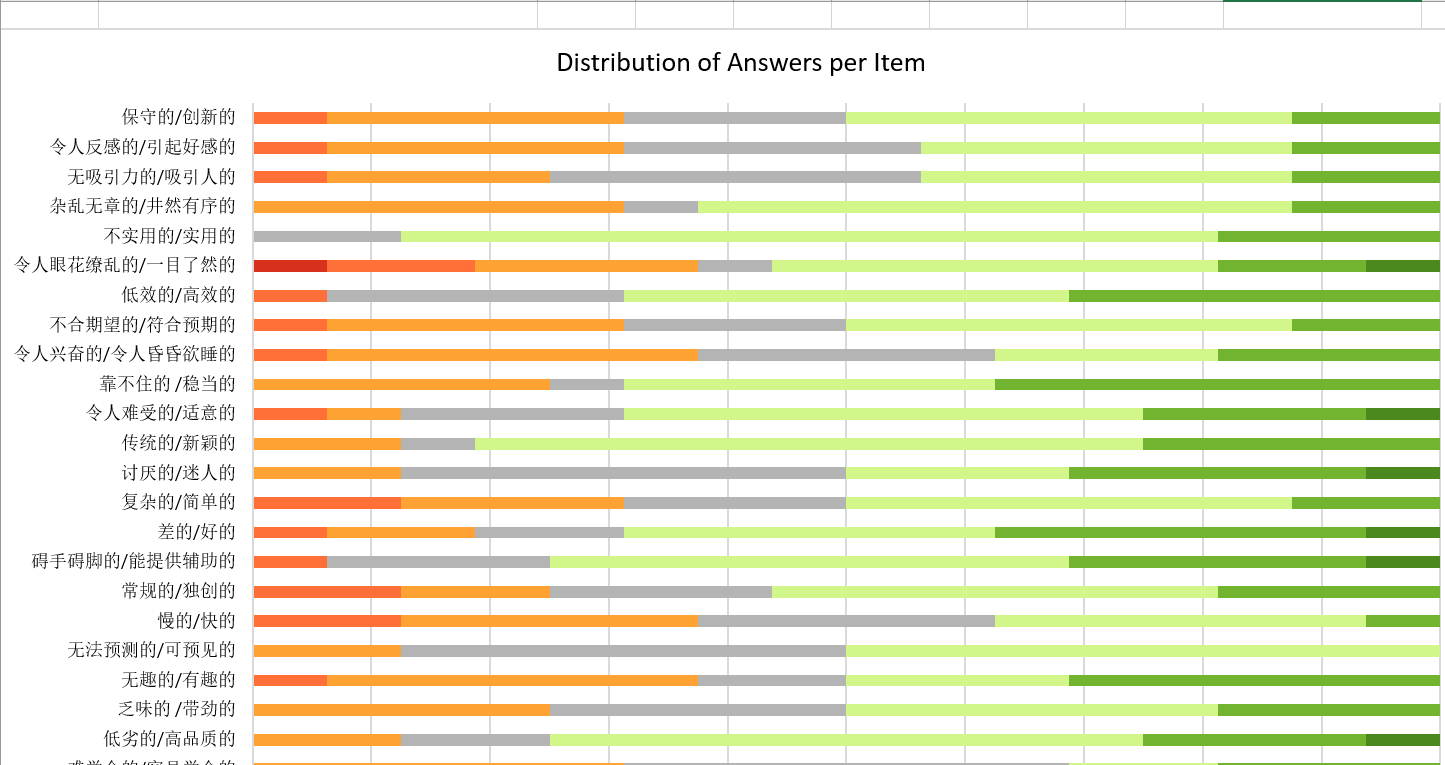 Distribution of Answers per Item
保守的/创新的
令人反感的/引起好感的
无吸引力的/吸引人的
杂乱无章的/井然有序的
不实用的/实用的
令人眼花缭乱的/一目了然的
低效的/高效的
不合期望的/符合预期的
令人兴奋的/令人昏昏欲睡的
靠不住的 /稳当的
令人难受的/适意的
传统的/新颖的
讨厌的/迷人的
复杂的/简单的
差的/好的
碍手碍脚的/能提供辅助的
常规的/独创的
慢的/快的
无法预测的/可预见的
无趣的/有趣的
乏味的 /带劲的
低劣的/高品质的